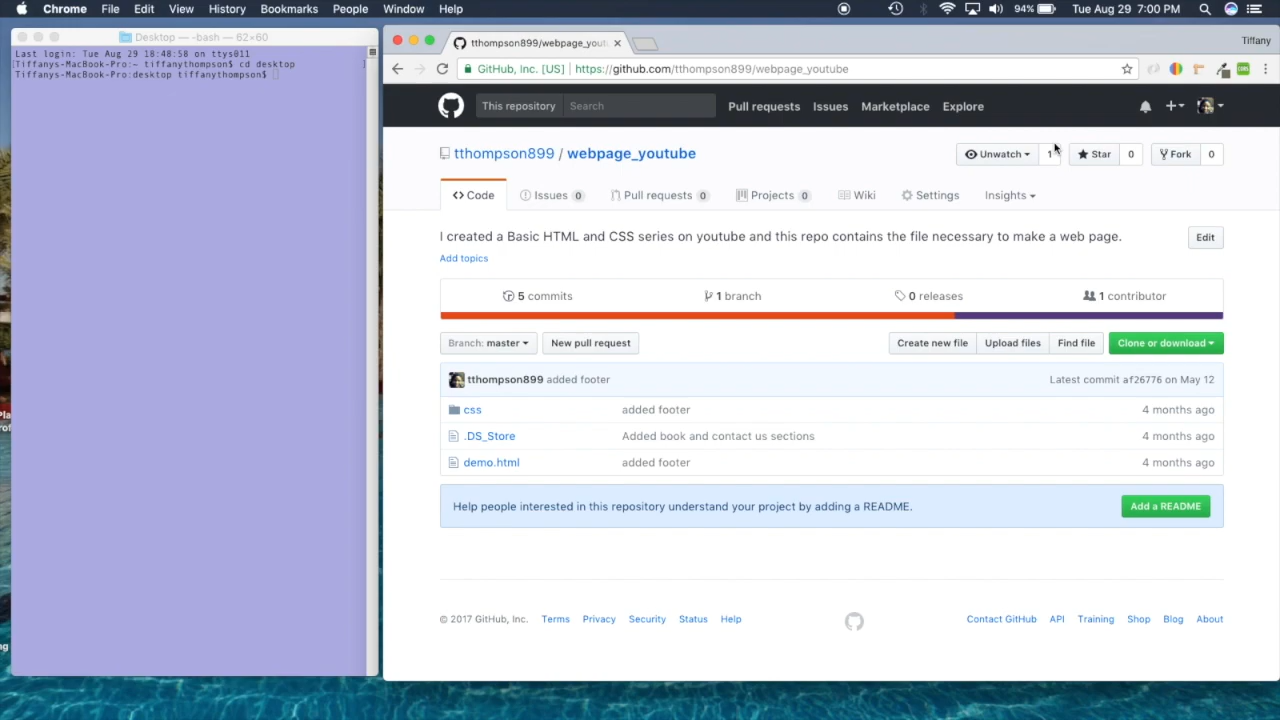 Chrome File Edit View History Bookmarks People Window Help 94% Tue Aug 29 7:00 PM
Desktop — -bash — 62×60
Last login: Tue Aug 29 18:48:58 on ttys011
[Tiffanys-MacBook-Pro:~ tiffanythompson$ cd desktop ]
Tiffanys-MacBook-Pro:desktop tiffanythompson$
tthompson899/webpage_yout Tiffany
GitHub, Inc. [US] | https://github.com/tthompson899/webpage_youtube
This repository Search Pull requests Issues Marketplace Explore
tthompson899 / webpage_youtube Unwatch 1 Star 0 Fork 0
Code Issues 0 Pull requests 0 Projects 0 Wiki Settings Insights
I created a Basic HTML and CSS series on youtube and this repo contains the file necessary to make a web page. Edit
Add topics
5 commits 1 branch 0 releases 1 contributor
Branch: master New pull request Create new file Upload files Find file Clone or download
tthompson899 added footer Latest commit af26776 on May 12
css added footer 4 months ago
.DS_Store Added book and contact us sections 4 months ago
demo.html added footer 4 months ago
Help people interested in this repository understand your project by adding a README. Add a README
© 2017 GitHub, Inc. Terms Privacy Security Status Help Contact GitHub API Training Shop Blog About